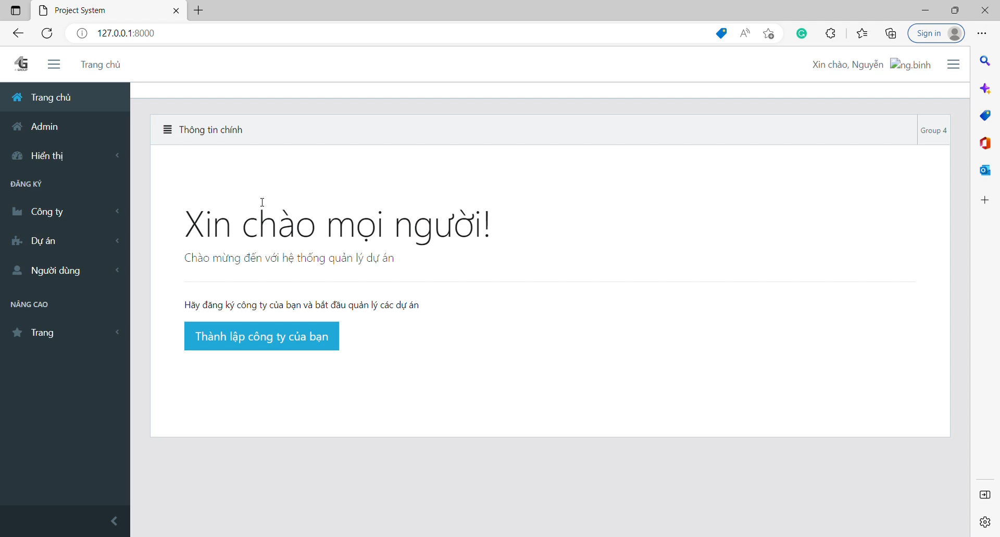 Project System
127.0.0.1:8000
Sign in
4G
GROUP
Trang chủ
Xin chào, Nguyễn
ng.binh
Trang chủ
Admin
Hiển thị
ĐĂNG KÝ
Công ty
Dự án
Người dùng
NÂNG CAO
Trang
Thông tin chính
Group 4
Xin chào mọi người!
Chào mừng đến với hệ thống quản lý dự án
Hãy đăng ký công ty của bạn và bắt đầu quản lý các dự án
Thành lập công ty của bạn